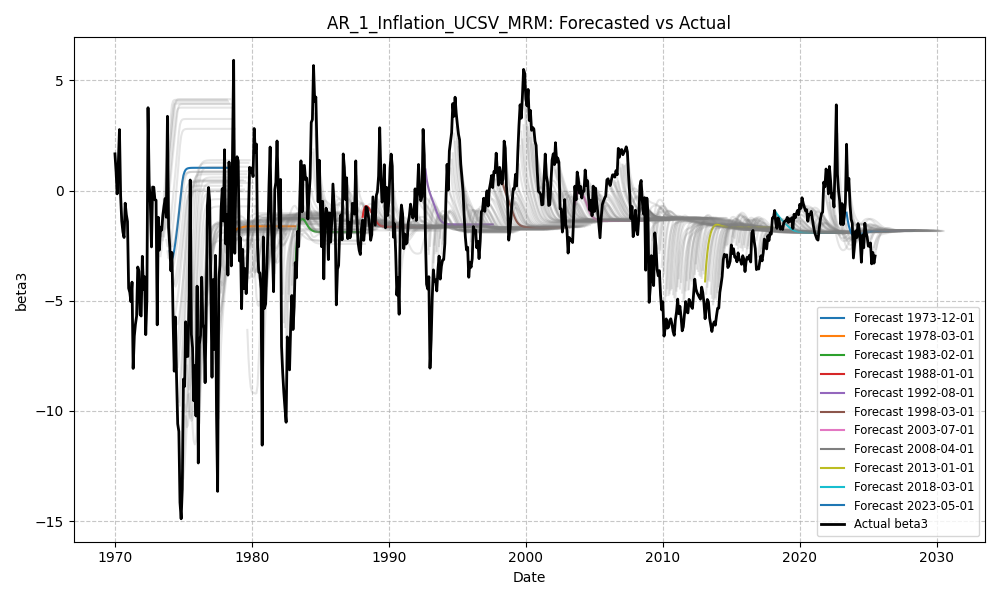 AR_1_Inflation_UCSV_MRM: Forecasted vs Actual
5
0
−5
−10
−15
beta3
1970
1980
1990
2000
2010
2020
2030
Date
Forecast 1973-12-01
Forecast 1978-03-01
Forecast 1983-02-01
Forecast 1988-01-01
Forecast 1992-08-01
Forecast 1998-03-01
Forecast 2003-07-01
Forecast 2008-04-01
Forecast 2013-01-01
Forecast 2018-03-01
Forecast 2023-05-01
Actual beta3